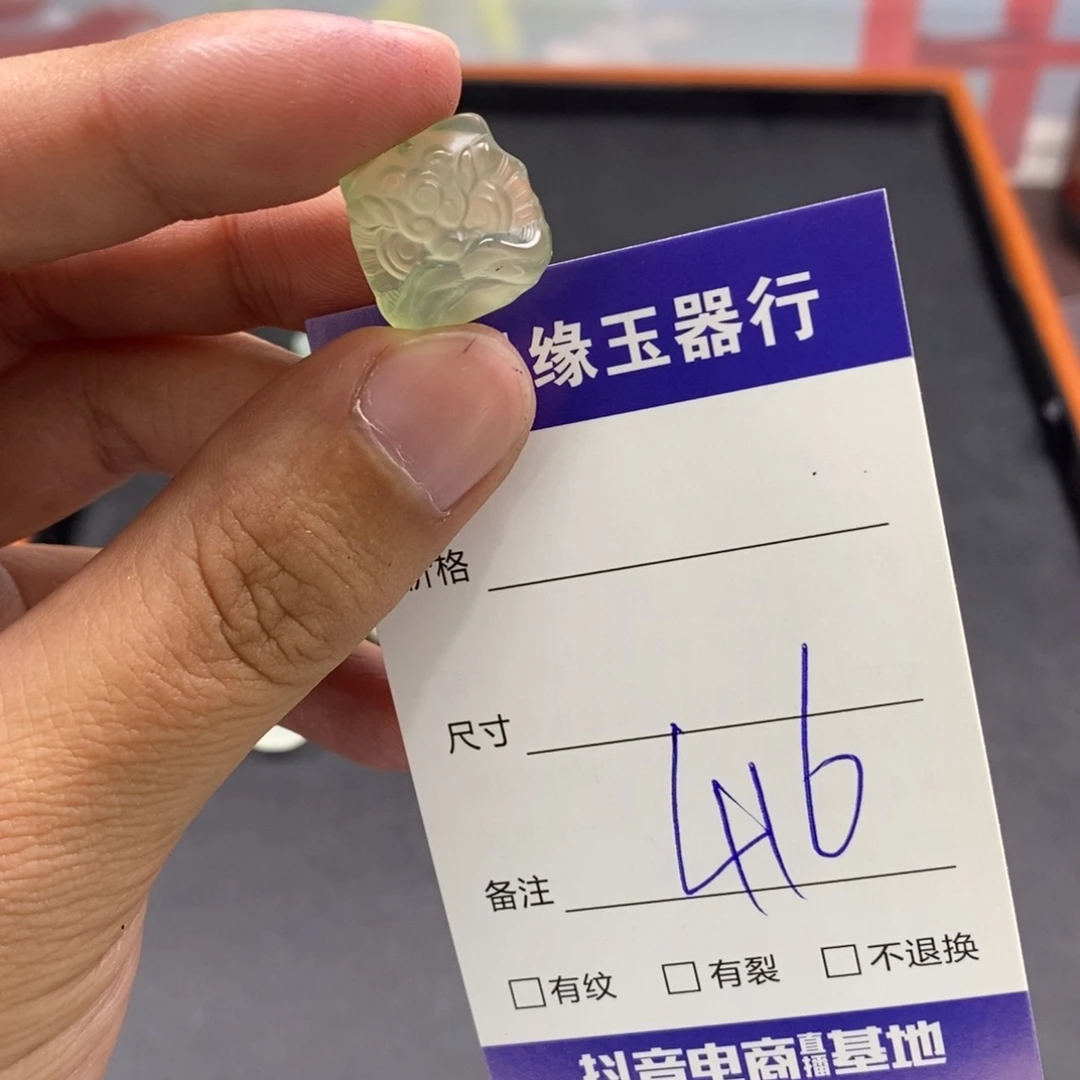 缘玉器行
价格
尺寸
备注
有纹 有裂 不退换
抖音电商直播基地